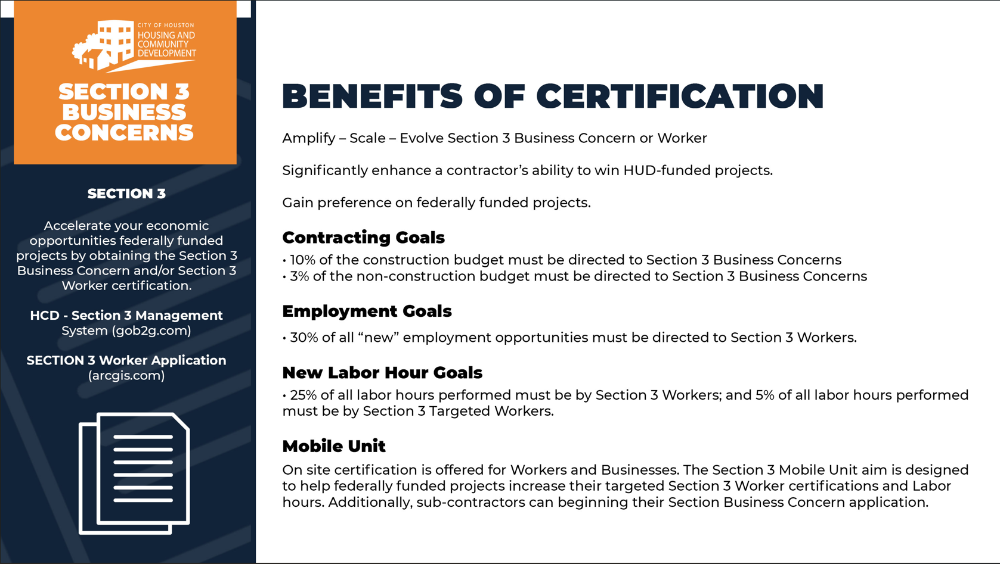 CITY OF HOUSTON
HOUSING AND
COMMUNITY
DEVELOPMENT
SECTION 3
BUSINESS
CONCERNS
SECTION 3
Accelerate your economic
opportunities federally funded
projects by obtaining the Section 3
Business Concern and/or Section 3
Worker certification.
HCD - Section 3 Management
System (gob2g.com)
SECTION 3 Worker Application
(arcgis.com)
BENEFITS OF CERTIFICATION
Amplify – Scale – Evolve Section 3 Business Concern or Worker
Significantly enhance a contractor’s ability to win HUD-funded projects.
Gain preference on federally funded projects.
Contracting Goals
• 10% of the construction budget must be directed to Section 3 Business Concerns
• 3% of the non-construction budget must be directed to Section 3 Business Concerns
Employment Goals
• 30% of all “new” employment opportunities must be directed to Section 3 Workers.
New Labor Hour Goals
• 25% of all labor hours performed must be by Section 3 Workers; and 5% of all labor hours performed
must be by Section 3 Targeted Workers.
Mobile Unit
On site certification is offered for Workers and Businesses. The Section 3 Mobile Unit aim is designed
to help federally funded projects increase their targeted Section 3 Worker certifications and Labor
hours. Additionally, sub-contractors can beginning their Section Business Concern application.